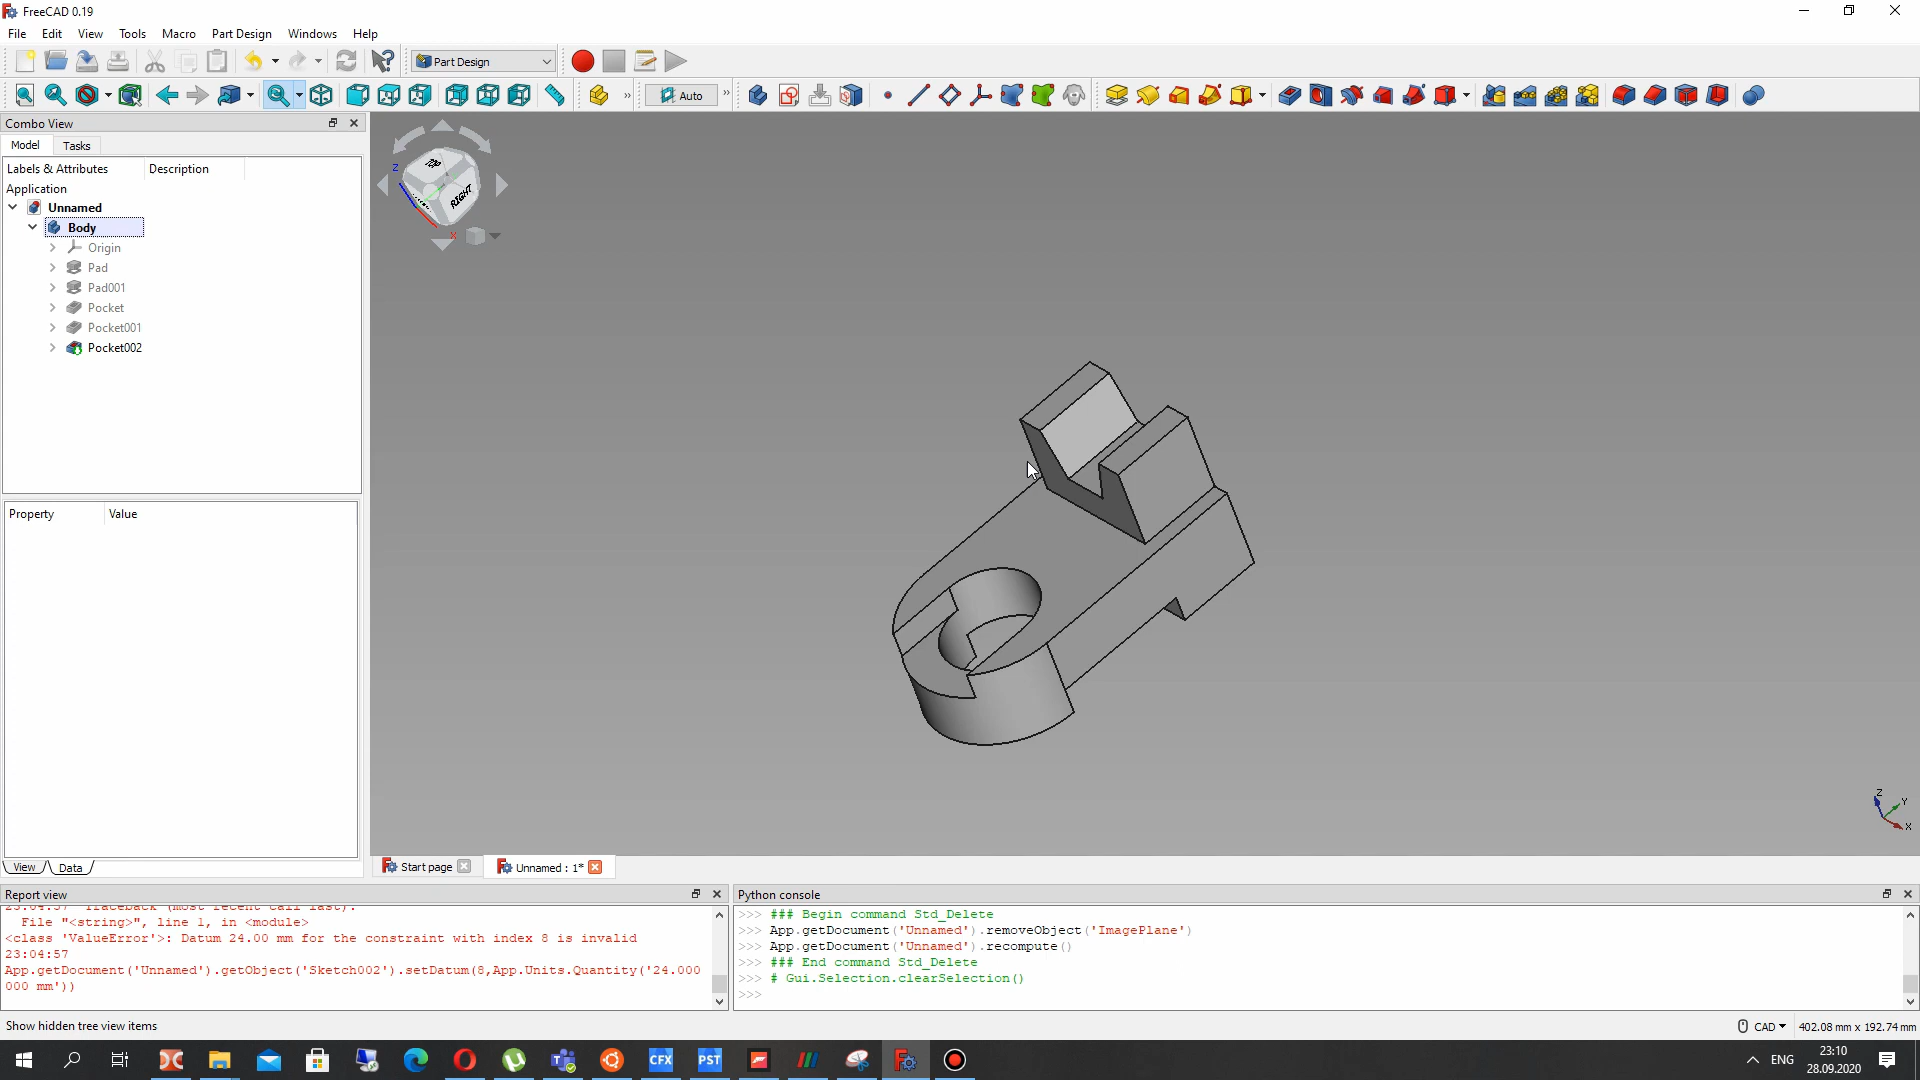 FreeCAD 0.19
File Edit View Tools Macro Part Design Windows Help
Part Design
Auto
Combo View
Model Tasks
Labels & Attributes Description
Application
Unnamed
Body
Origin
Pad
Pad001
Pocket
Pocket001
Pocket002
Property Value
View Data
TOP
RIGHT
Z
X
Z
Y
X
Start page Unnamed : 1*
Report view
File "<string>", line 1, in <module>
<class 'ValueError'>: Datum 24.00 mm for the constraint with index 8 is invalid
23:04:57
App.getDocument('Unnamed').getObject('Sketch002').setDatum(8,App.Units.Quantity('24.000
000 mm'))
Python console
>>> ### Begin command Std_Delete
>>> App.getDocument('Unnamed').removeObject('ImagePlane')
>>> App.getDocument('Unnamed').recompute()
>>> ### End command Std_Delete
>>> # Gui.Selection.clearSelection()
>>>
Show hidden tree view items
CAD 402.08 mm x 192.74 mm
CFX PST
ENG
23:10
28.09.2020